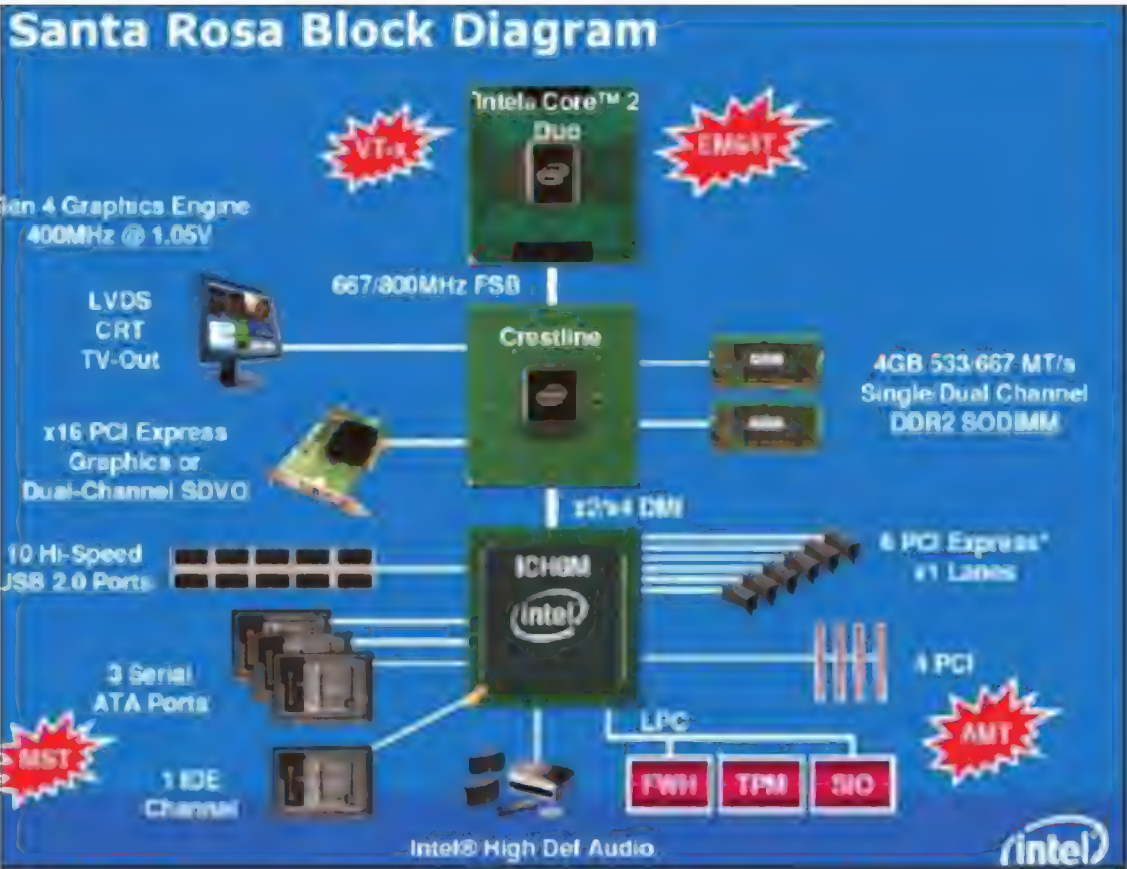 Santa Rosa Block Diagram
Intel® Core™ 2
Duo
VT-x
EM64T
Gen 4 Graphics Engine
400MHz @ 1.05V
667/800MHz FSB
LVDS
CRT
TV-Out
Crestline
4GB 533/667 MT/s
Single/Dual Channel
DDR2 SODIMM
x16 PCI Express
Graphics or
Dual-Channel SDVO
x2/x4 DMI
10 Hi-Speed
USB 2.0 Ports
ICH8M
intel
6 PCI Express*
x1 Lanes
3 Serial
ATA Ports
4 PCI
MST
AMT
LPC
1 IDE
Channel
FWH
TPM
SIO
Intel® High Def Audio
intel